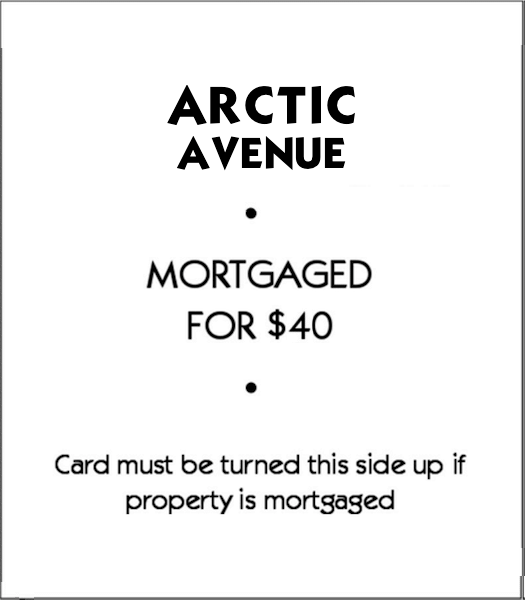 ARCTIC
AVENUE
•
MORTGAGED
FOR $40
•
Card must be turned this side up if
property is mortgaged